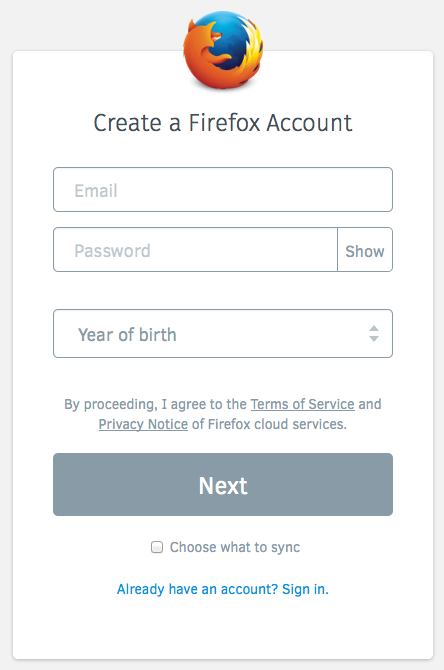 Create a Firefox Account
Email
Password
Show
Year of birth
By proceeding, I agree to the Terms of Service and
Privacy Notice of Firefox cloud services.
Next
Choose what to sync
Already have an account? Sign in.